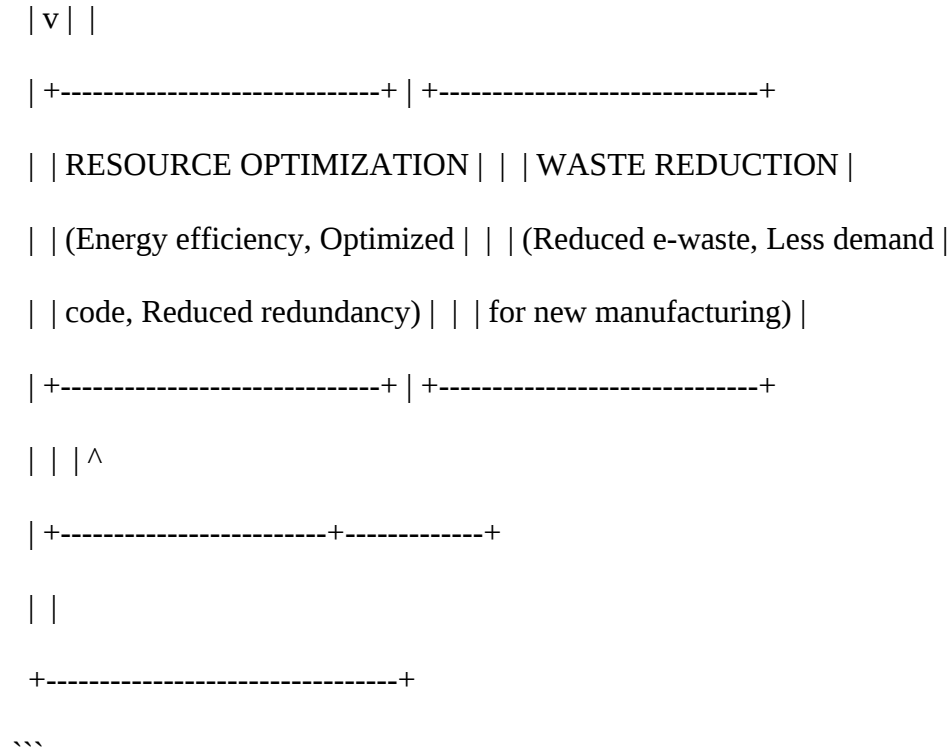 | v |  |
| +------------------------------+ | +------------------------------+
|  | RESOURCE OPTIMIZATION |  |  | WASTE REDUCTION |
|  | (Energy efficiency, Optimized |  |  | (Reduced e-waste, Less demand |
|  | code, Reduced redundancy) |  |  | for new manufacturing) |
| +------------------------------+ | +------------------------------+
|  |  | ^
| +-------------------------+-------------+
|  |
+---------------------------------+
```